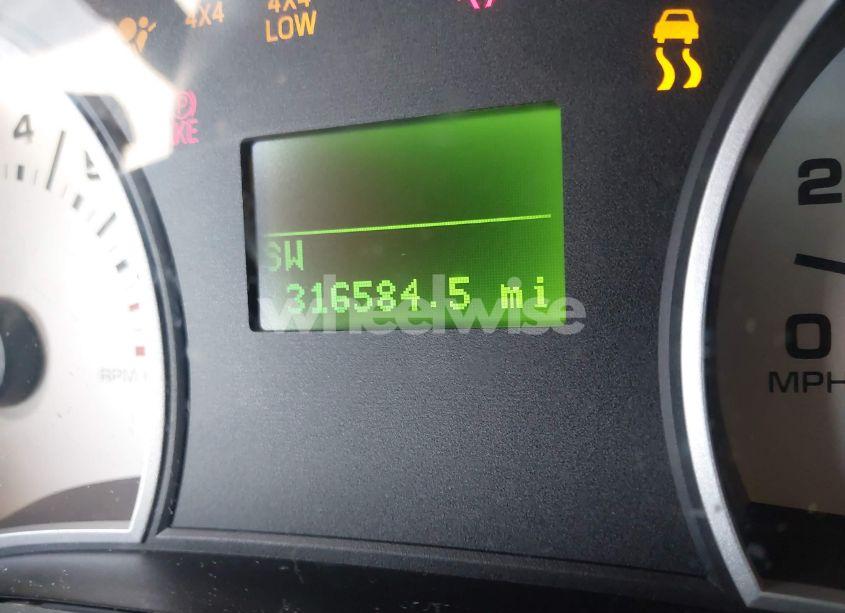 4X4
4X4
LOW
4
SW
316584.5 mi
wheelwise
RPM
2
0
MPH